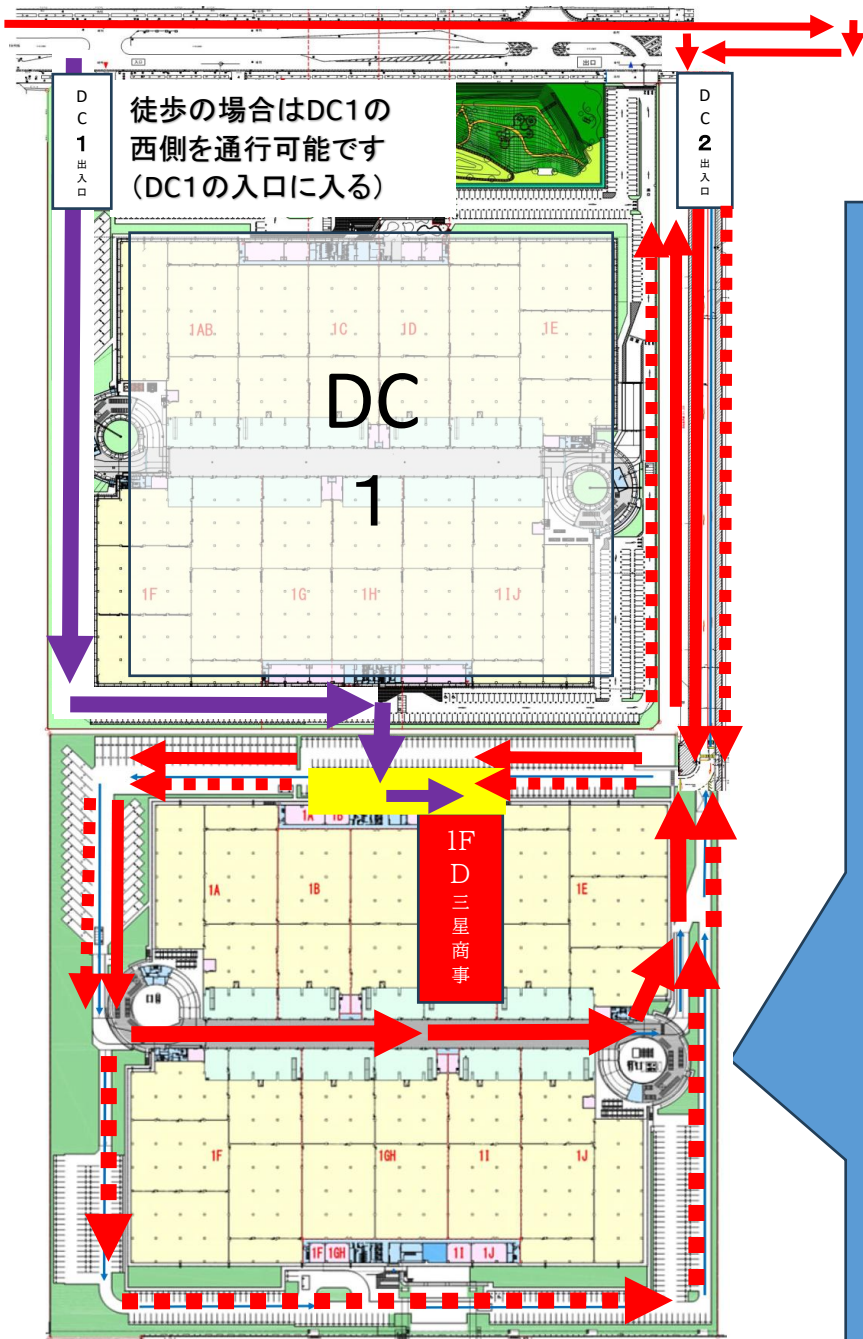 入口
出口
DC1出入口
徒歩の場合はDC1の
西側を通行可能です
(DC1の入口に入る)
DC2出入口
1AB
1C
1D
1E
DC
1
1F
1G
1H
1IJ
1A
1B
1A
1B
1E
1F
D
三星商事
1F
1GH
1I
1J
1F
1GH
1I
1J